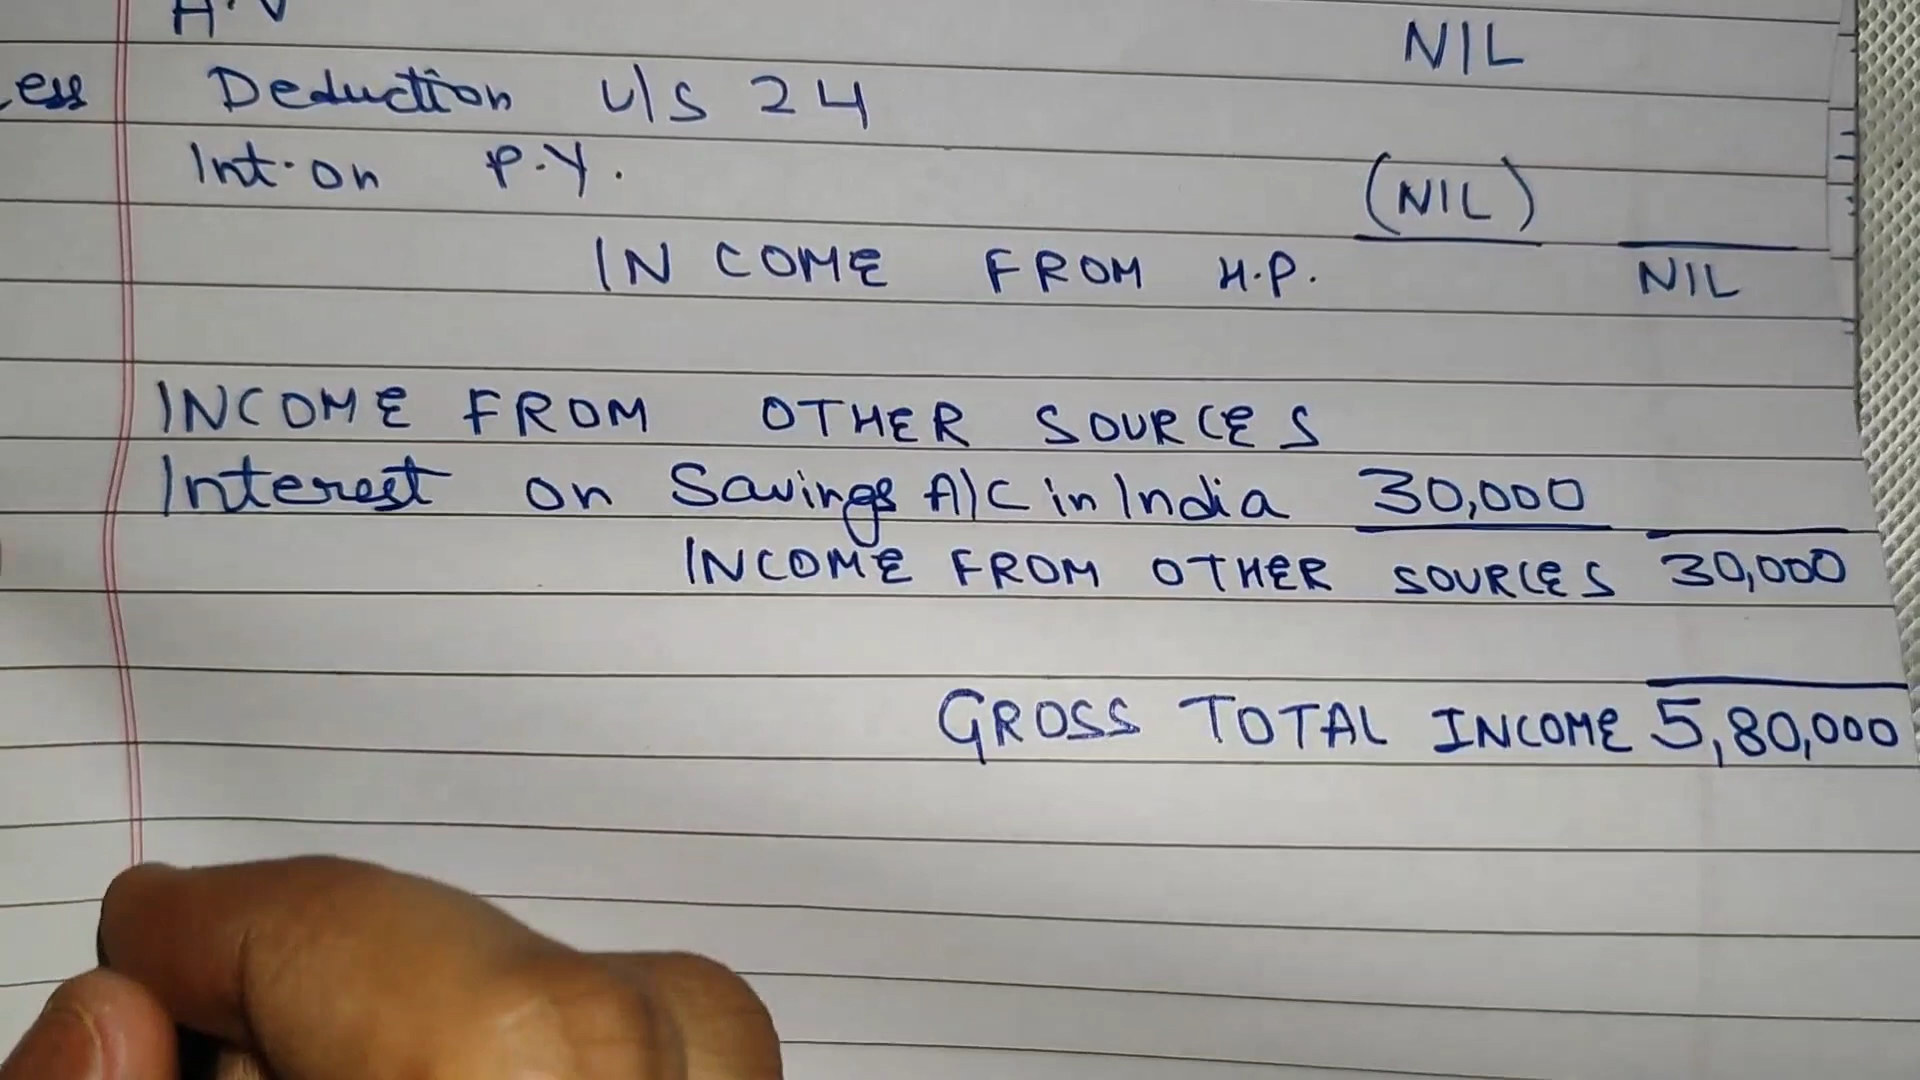 NIL
Deduction U/S 24
Int. on P.Y. (NIL)
INCOME FROM H.P. NIL
INCOME FROM OTHER SOURCES
Interest on Savings A/C in India 30,000
INCOME FROM OTHER SOURCES 30,000
GROSS TOTAL INCOME 5,80,000